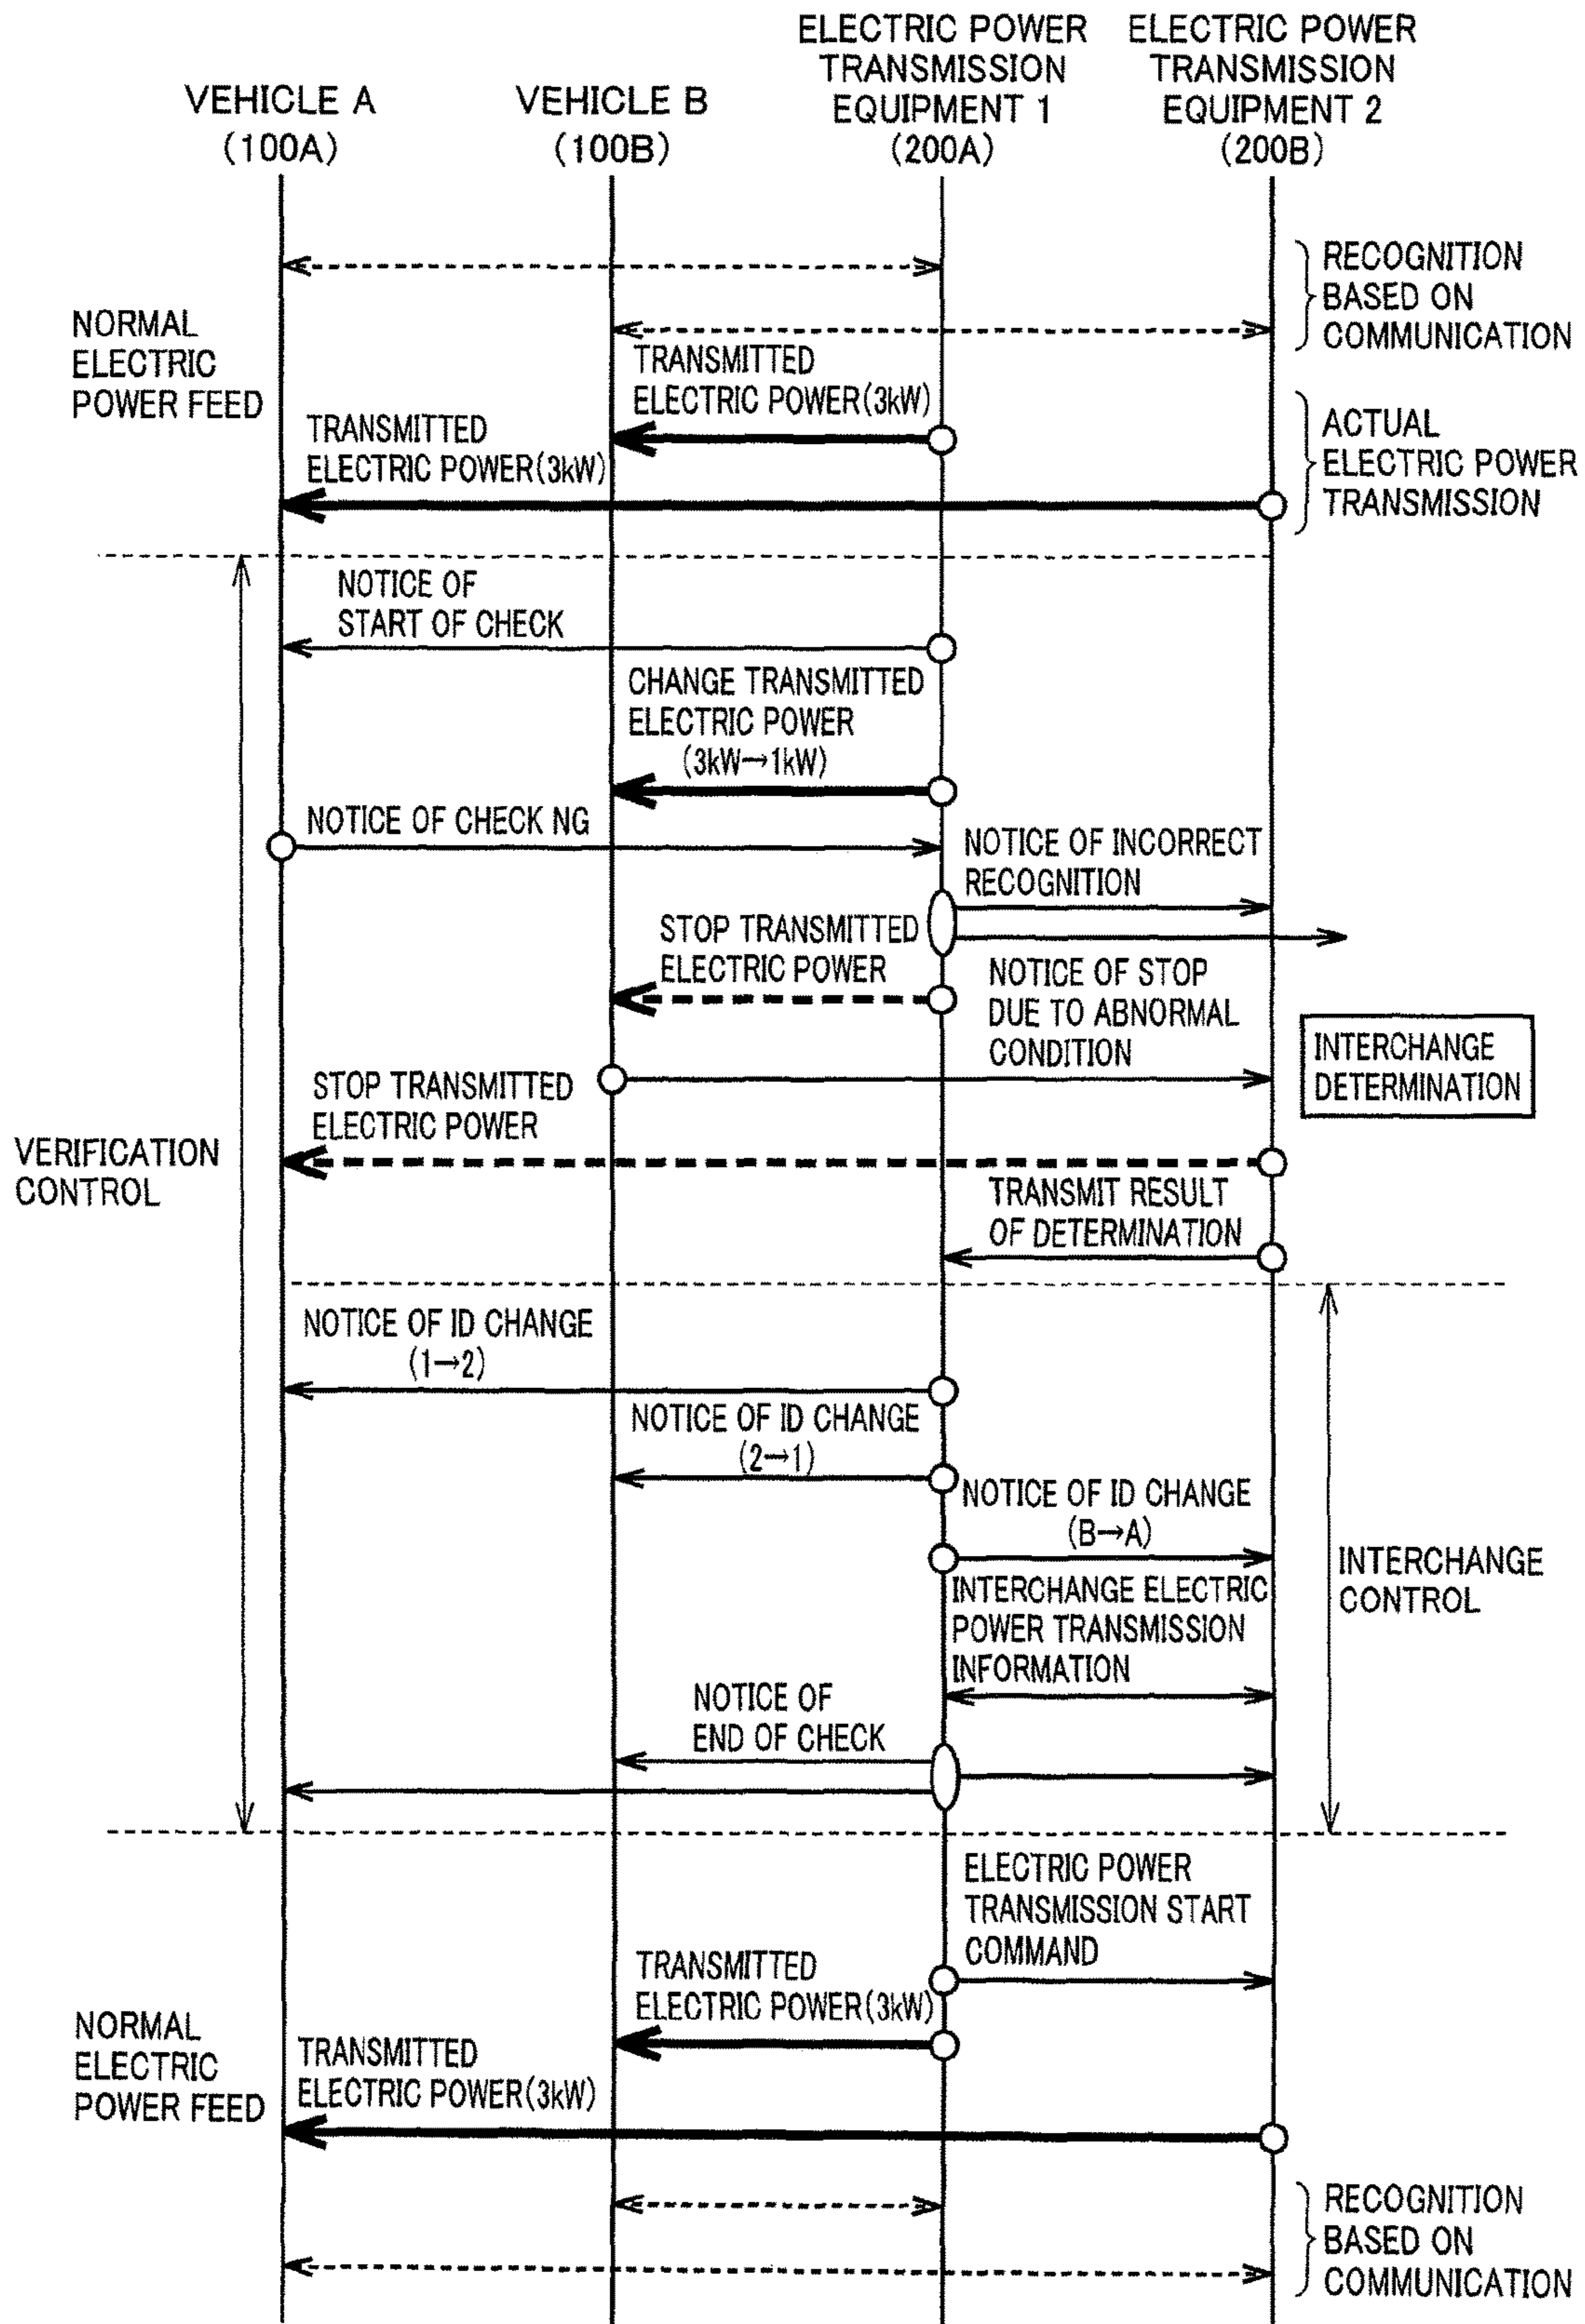 VEHICLE A
(100A)
VEHICLE B
(100B)
ELECTRIC POWER
TRANSMISSION
EQUIPMENT 1
(200A)
ELECTRIC POWER
TRANSMISSION
EQUIPMENT 2
(200B)
RECOGNITION
BASED ON
COMMUNICATION
NORMAL
ELECTRIC
POWER FEED
TRANSMITTED
ELECTRIC POWER(3kW)
TRANSMITTED
ELECTRIC POWER(3kW)
ACTUAL
ELECTRIC POWER
TRANSMISSION
NOTICE OF
START OF CHECK
CHANGE TRANSMITTED
ELECTRIC POWER
(3kW→1kW)
NOTICE OF CHECK NG
NOTICE OF INCORRECT
RECOGNITION
STOP TRANSMITTED
ELECTRIC POWER
NOTICE OF STOP
DUE TO ABNORMAL
CONDITION
INTERCHANGE
DETERMINATION
STOP TRANSMITTED
ELECTRIC POWER
VERIFICATION
CONTROL
TRANSMIT RESULT
OF DETERMINATION
NOTICE OF ID CHANGE
(1→2)
NOTICE OF ID CHANGE
(2→1)
NOTICE OF ID CHANGE
(B→A)
INTERCHANGE ELECTRIC
POWER TRANSMISSION
INFORMATION
INTERCHANGE
CONTROL
NOTICE OF
END OF CHECK
ELECTRIC POWER
TRANSMISSION START
COMMAND
TRANSMITTED
ELECTRIC POWER(3kW)
NORMAL
ELECTRIC
POWER FEED
TRANSMITTED
ELECTRIC POWER(3kW)
RECOGNITION
BASED ON
COMMUNICATION